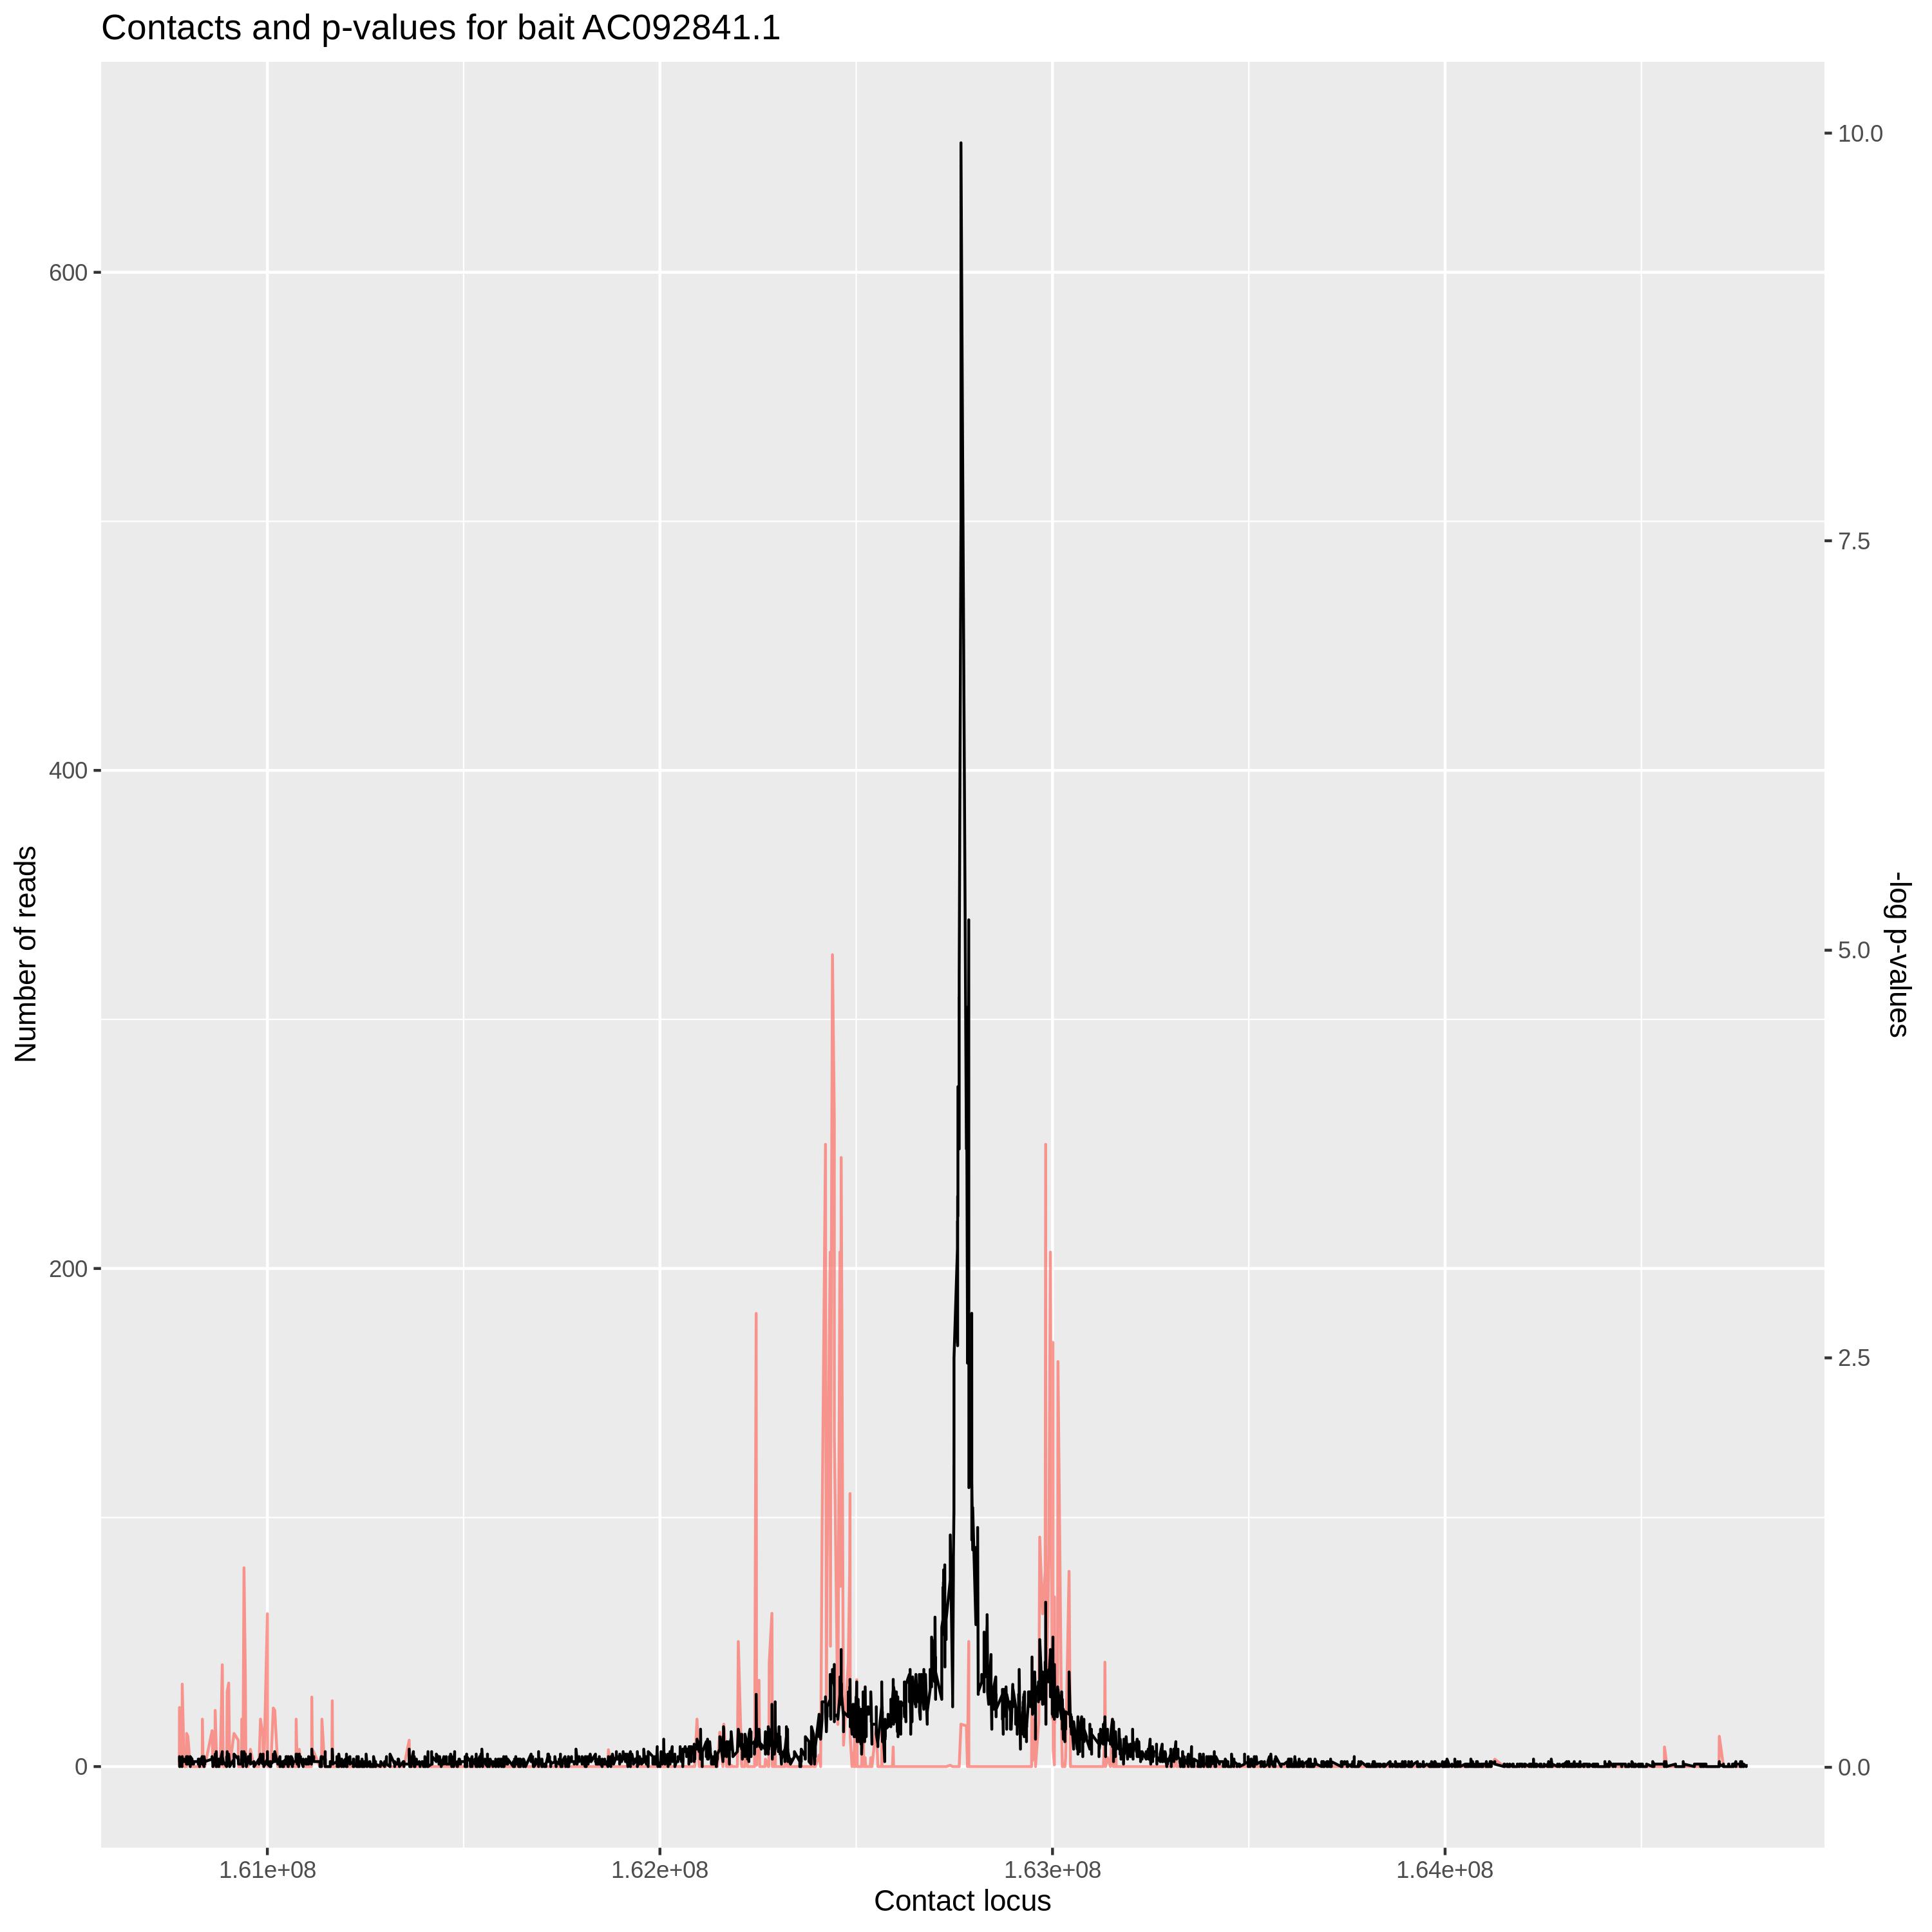 Contacts and p-values for bait AC092841.1
10.0
600
7.5
400
5.0
Number of reads
-log p-values
200
2.5
0
0.0
1.61e+08 1.62e+08 1.63e+08 1.64e+08
Contact locus